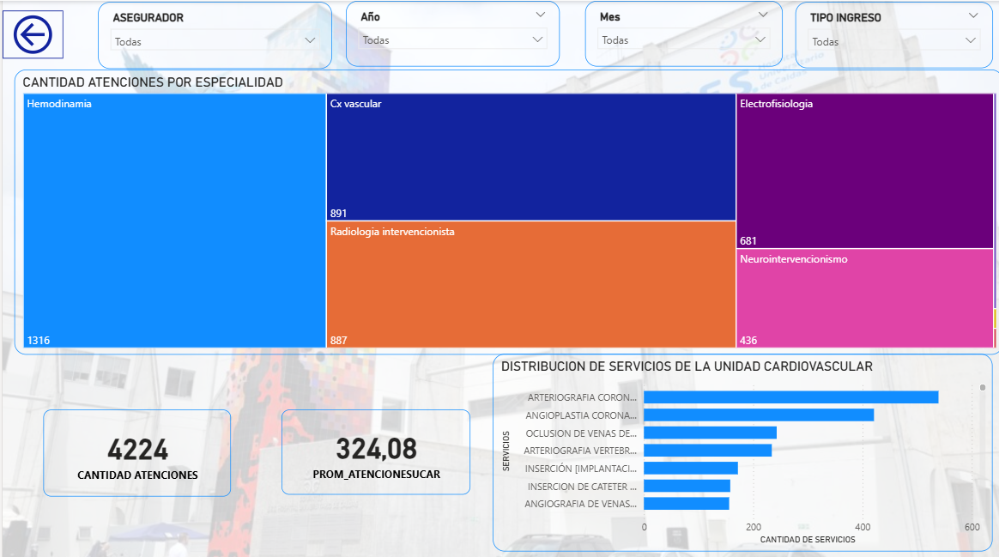 ASEGURADOR
Todas
Año
Todas
Mes
Todas
TIPO INGRESO
Todas
CANTIDAD ATENCIONES POR ESPECIALIDAD
Hemodinamia
1316
Cx vascular
891
Radiologia intervencionista
887
Electrofisiologia
681
Neurointervencionismo
436
4224
CANTIDAD ATENCIONES
324,08
PROM_ATENCIONESUCAR
DISTRIBUCION DE SERVICIOS DE LA UNIDAD CARDIOVASCULAR
SERVICIOS
ARTERIOGRAFIA CORON...
ANGIOPLASTIA CORONA...
OCLUSION DE VENAS DE...
ARTERIOGRAFIA VERTEBR...
INSERCIÓN [IMPLANTACI...
INSERCION DE CATETER ...
ANGIOGRAFIA DE VENAS...
0 200 400 600
CANTIDAD DE SERVICIOS